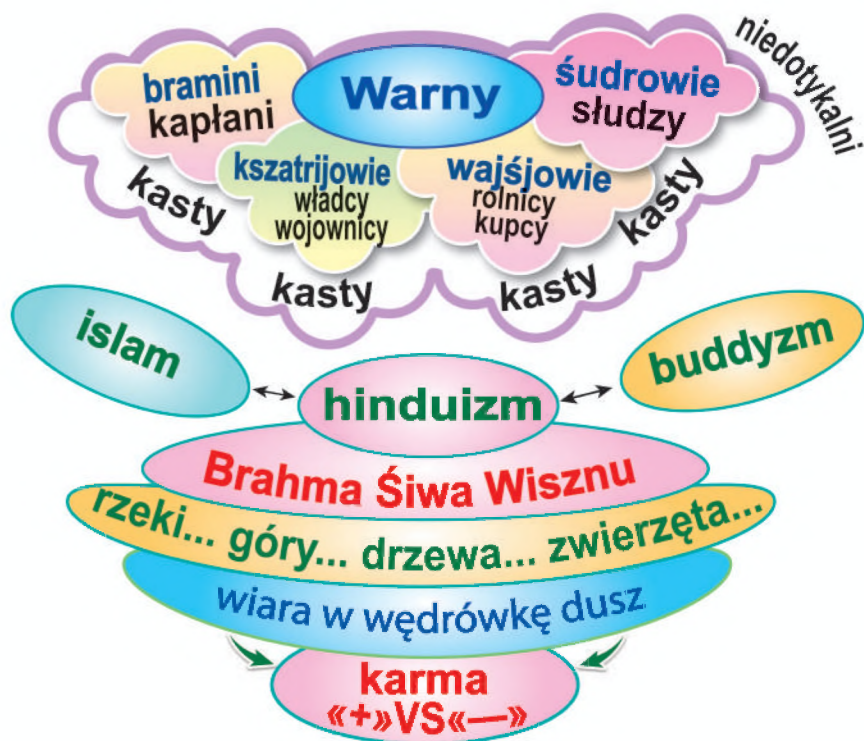 Warny
bramini
kapłani
kszatrijowie
władcy
wojownicy
wajśjowie
rolnicy
kupcy
śudrowie
słudzy
niedotykalni
kasty
kasty
kasty
kasty
islam
hinduizm
buddyzm
Brahma Śiwa Wisznu
rzeki... góry... drzewa... zwierzęta...
wiara w wędrówkę dusz
karma
«+»VS«—»